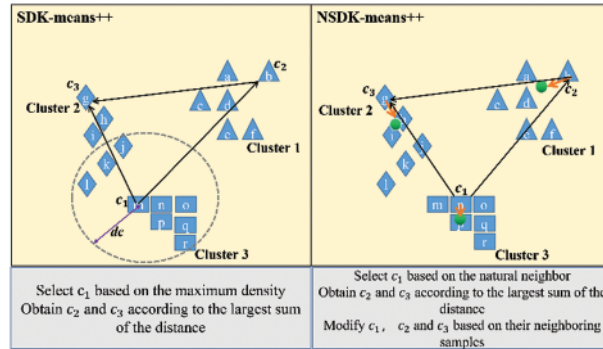 SDK-means++
c₂
a
b
c₃
g
c
d
h
Cluster 2
i
f
j
Cluster 1
k
l
c₁
m
n
o
dc
p
q
r
Cluster 3
Select c₁ based on the maximum density
Obtain c₂ and c₃ according to the largest sum
of the distance
NSDK-means++
a
c₃
g
c₂
c
d
Cluster 2
i
f
Cluster 1
k
l
c₁
m
n
o
q
r
Cluster 3
Select c₁ based on the natural neighbor
Obtain c₂ and c₃ according to the largest sum of the
distance
Modify c₁、 c₂ and c₃ based on their neighboring
samples